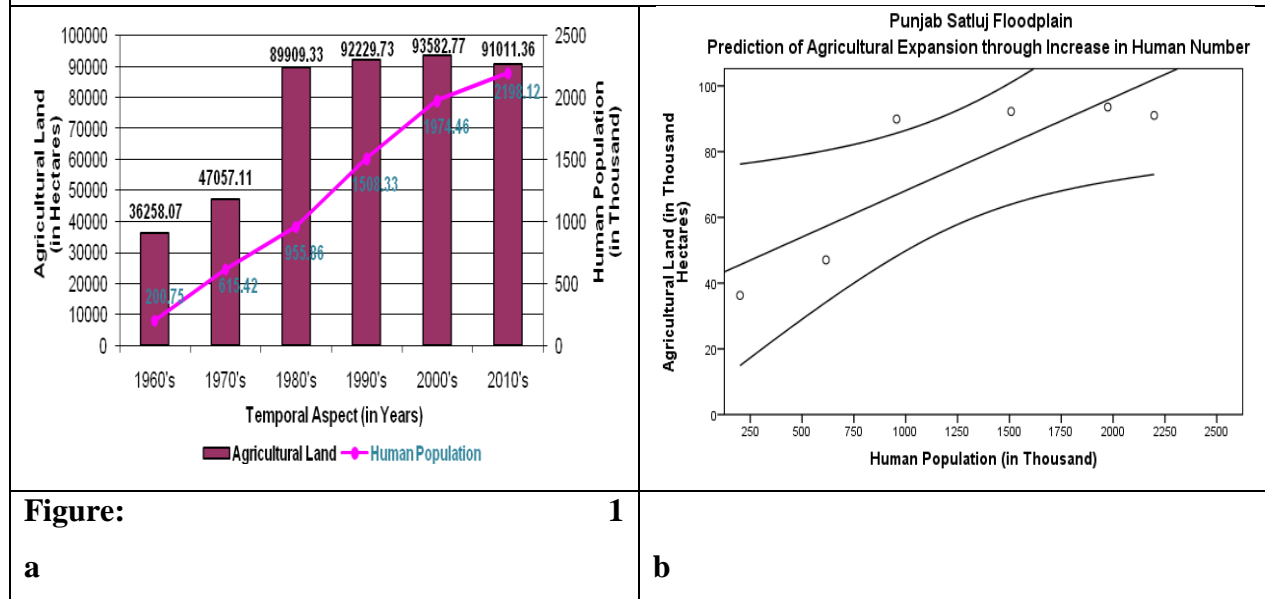 100000
90000
80000
70000
60000
50000
40000
30000
20000
10000
0
Agricultural Land
(in Hectares)
36258.07
47057.11
89909.33
92229.73
93582.77
91011.36
200.75
615.42
955.86
1508.33
1974.46
2198.12
2500
2000
1500
1000
500
0
Human Population
(in Thousand)
1960's 1970's 1980's 1990's 2000's 2010's
Temporal Aspect (in Years)
Agricultural Land Human Population
Punjab Satluj Floodplain
Prediction of Agricultural Expansion through Increase in Human Number
100
80
60
40
20
0
Agricultural Land (in Thousand
Hectares)
250 500 750 1000 1250 1500 1750 2000 2250 2500
Human Population (in Thousand)
Figure: 1
a
b